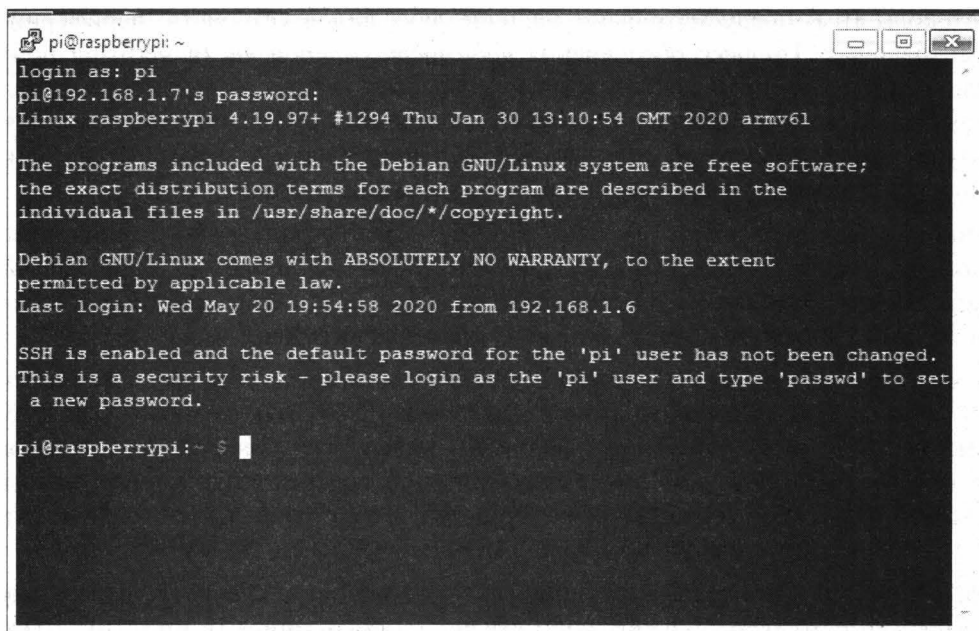 pi@raspberrypi: ~
login as: pi
pi@192.168.1.7's password:
Linux raspberrypi 4.19.97+ #1294 Thu Jan 30 13:10:54 GMT 2020 armv6l
The programs included with the Debian GNU/Linux system are free software;
the exact distribution terms for each program are described in the
individual files in /usr/share/doc/*/copyright.
Debian GNU/Linux comes with ABSOLUTELY NO WARRANTY, to the extent
permitted by applicable law.
Last login: Wed May 20 19:54:58 2020 from 192.168.1.6
SSH is enabled and the default password for the 'pi' user has not been changed.
This is a security risk - please login as the 'pi' user and type 'passwd' to set
a new password.
pi@raspberrypi:~ $